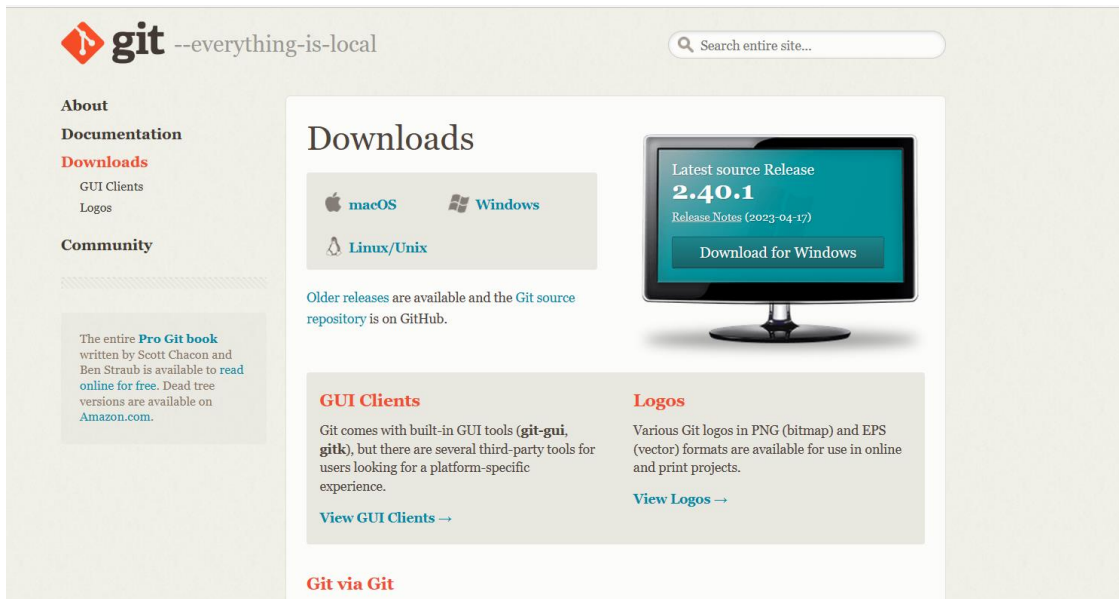 git --everything-is-local
Search entire site...
About
Documentation
Downloads
GUI Clients
Logos
Community
The entire Pro Git book
written by Scott Chacon and
Ben Straub is available to read
online for free. Dead tree
versions are available on
Amazon.com.
Downloads
macOS
Windows
Linux/Unix
Older releases are available and the Git source
repository is on GitHub.
Latest source Release
2.40.1
Release Notes (2023-04-17)
Download for Windows
GUI Clients
Git comes with built-in GUI tools (git-gui,
gitk), but there are several third-party tools for
users looking for a platform-specific
experience.
View GUI Clients →
Logos
Various Git logos in PNG (bitmap) and EPS
(vector) formats are available for use in online
and print projects.
View Logos →
Git via Git